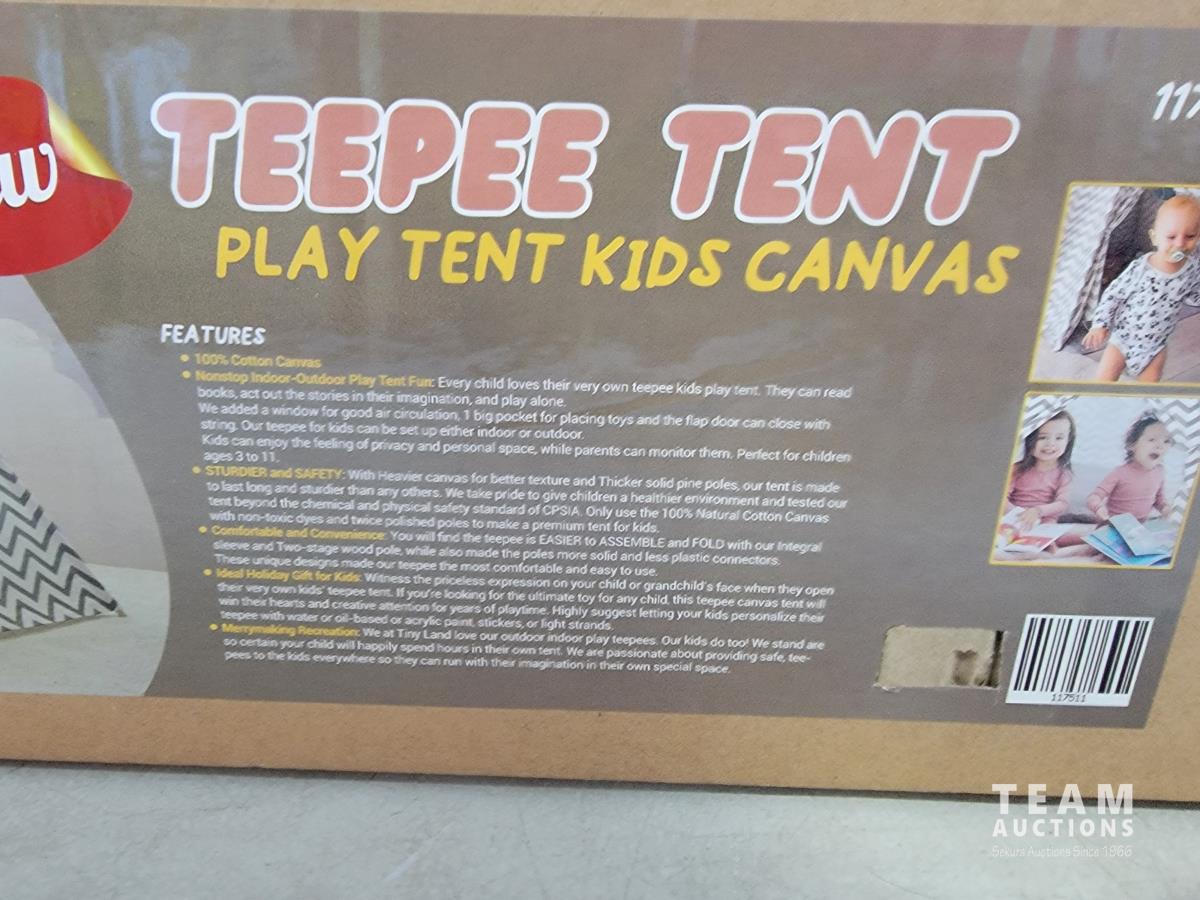 TEEPEE TENT
PLAY TENT KIDS CANVAS
FEATURES
• 100% Cotton Canvas
• Nonstop Indoor-Outdoor Play Tent Fun: Every child loves their very own teepee kids play tent. They can read
books, act out the stories in their imagination, and play alone.
We added a window for good air circulation, 1 big pocket for placing toys and the flap door can close with
string. Our teepee for kids can be set up either indoor or outdoor.
Kids can enjoy the feeling of privacy and personal space, while parents can monitor them. Perfect for children
ages 3 to 11.
• STURDIER and SAFETY: With Heavier canvas for better texture and Thicker solid pine poles, our tent is made
to last long and sturdier than any others. We take pride to give children a healthier environment and tested our
tent beyond the chemical and physical safety standard of CPSIA. Only use the 100% Natural Cotton Canvas
with non-toxic dyes and twice polished poles to make a premium tent for kids.
• Comfortable and Convenience: You will find the teepee is EASIER to ASSEMBLE and FOLD with our Integral
sleeve and Two-stage wood pole, while also made the poles more solid and less plastic connectors.
These unique designs made our teepee the most comfortable and easy to use.
• Ideal Holiday Gift for Kids: Witness the priceless expression on your child or grandchild's face when they open
their very own kids' teepee tent. If you're looking for the ultimate toy for any child, this teepee canvas tent will
win their hearts and creative attention for years of playtime. Highly suggest letting your kids personalize their
teepee with water or oil-based or acrylic paint, stickers, or light strands.
• Merrymaking Recreation: We at Tiny Land love our outdoor indoor play teepees. Our kids do too! We stand are
so certain your child will happily spend hours in their own tent. We are passionate about providing safe, tee-
pees to the kids everywhere so they can run with their imagination in their own special space.
117511
TEAM
AUCTIONS
Sekura Auctions Since 1966